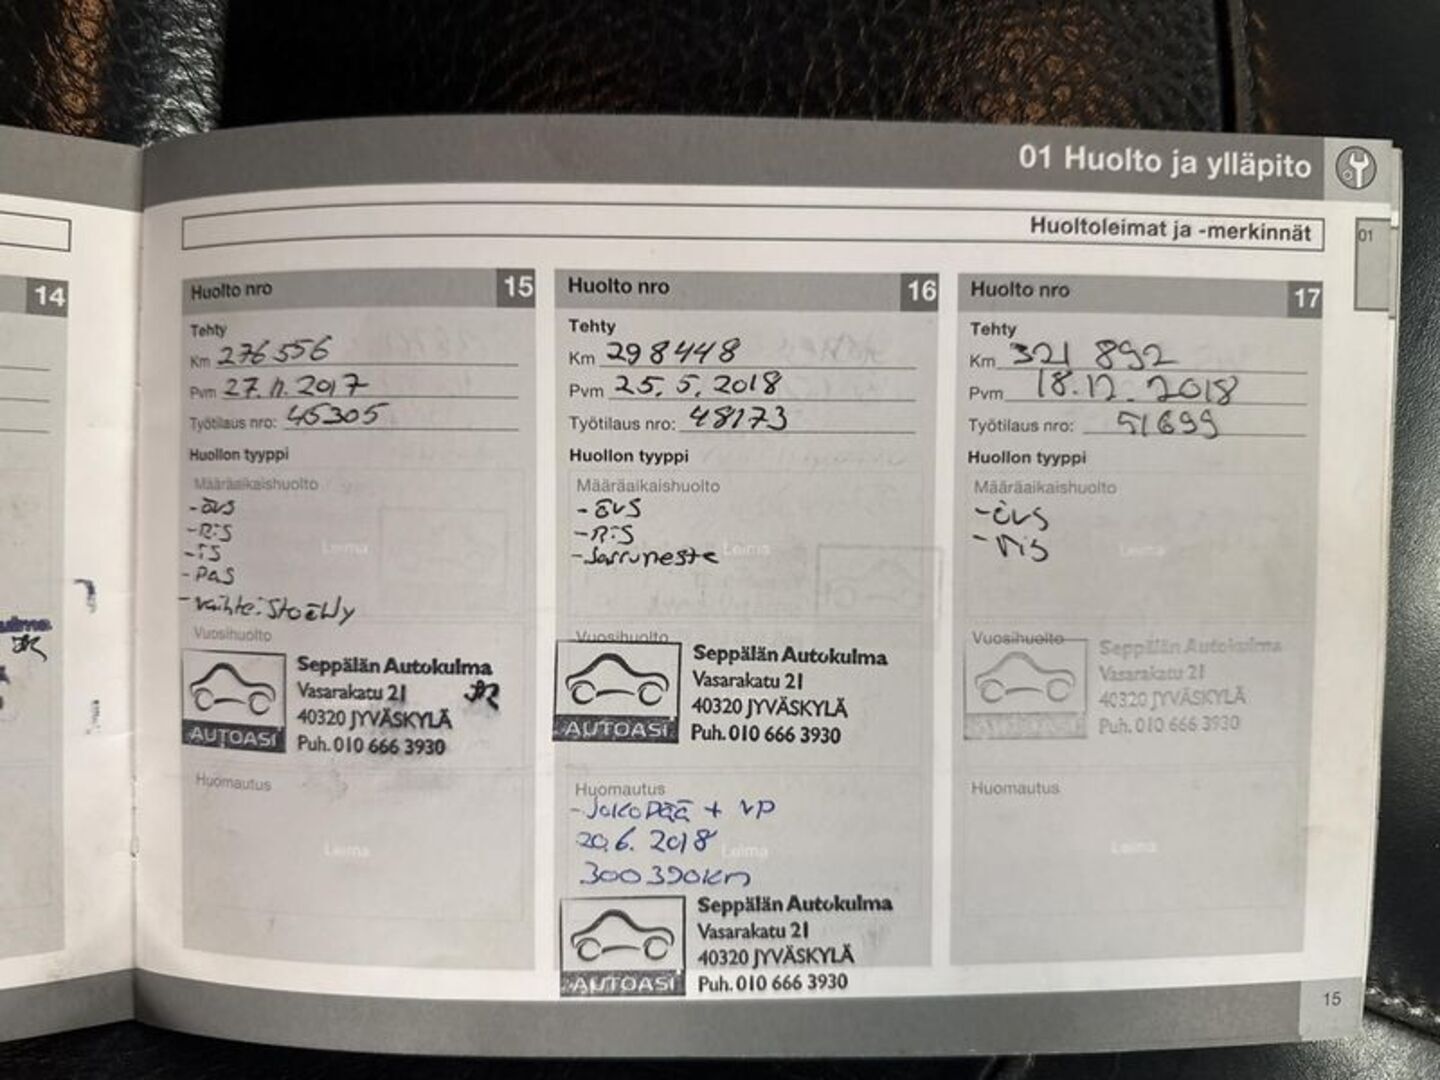 01 Huolto ja ylläpito
Huoltoleimat ja -merkinnät
01
14
Huolto nro 15
Tehty
Km 276556
Pvm 27.11.2017
Työtilaus nro: 45305
Huollon tyyppi
Määräaikaishuolto
- övs
- RiS
- iS
- PaS
Leima
- vaihteistoöljy
Vuosihuolto
AUTOASI
Seppälän Autokulma
Vasarakatu 21
40320 JYVÄSKYLÄ
Puh. 010 666 3930
Huomautus
Leima
Huolto nro 16
Tehty
Km 298448
Pvm 25.5.2018
Työtilaus nro: 48173
Huollon tyyppi
Määräaikaishuolto
- övs
- RiS
- Jarruneste
Leima
Vuosihuolto
AUTOASI
Seppälän Autokulma
Vasarakatu 21
40320 JYVÄSKYLÄ
Puh. 010 666 3930
Huomautus
- Jakopää + vp
20.6. 2018
Leima
300390km
AUTOASI
Seppälän Autokulma
Vasarakatu 21
40320 JYVÄSKYLÄ
Puh. 010 666 3930
Huolto nro 17
Tehty
Km 321 892
Pvm 18.12.2018
Työtilaus nro: 51699
Huollon tyyppi
Määräaikaishuolto
- övs
- RiS
Leima
Vuosihuolto
Seppälän Autokulma
Vasarakatu 21
40320 JYVÄSKYLÄ
Puh. 010 666 3930
Huomautus
Leima
15